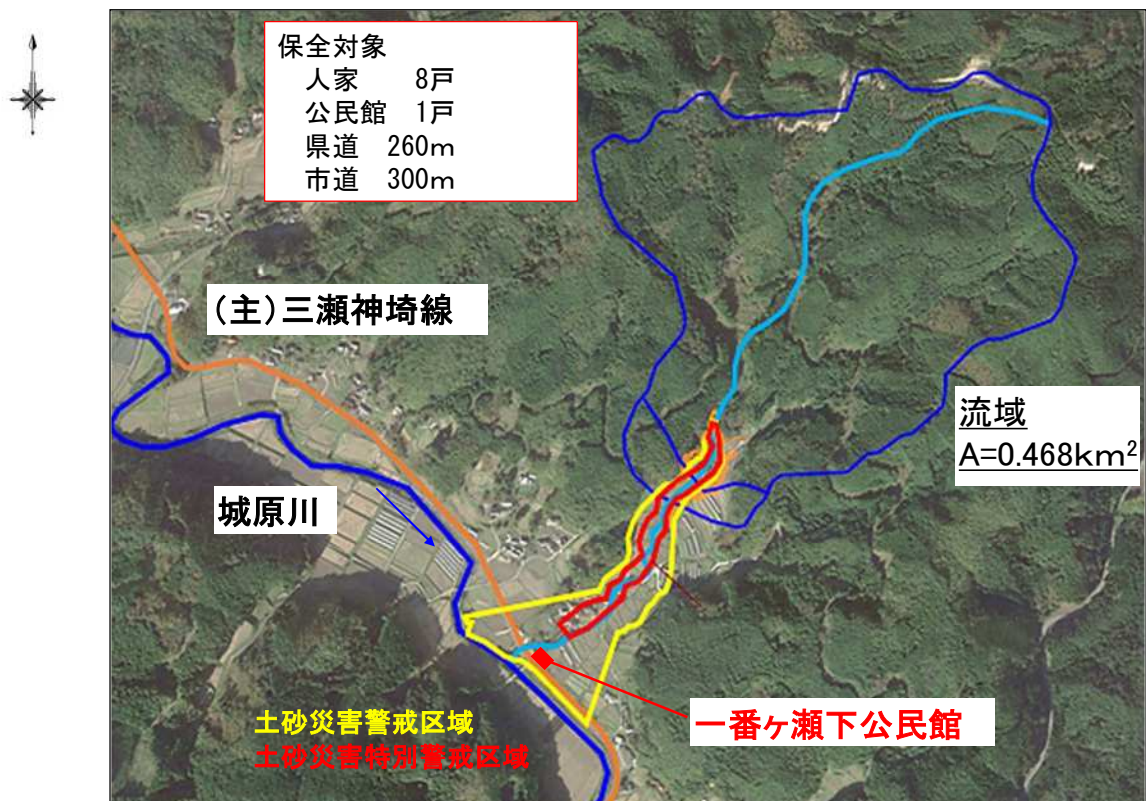 保全対象
人家 8戸
公民館 1戸
県道 260m
市道 300m
(主)三瀬神埼線
流域
A=0.468km²
城原川
一番ヶ瀬下公民館
土砂災害警戒区域
土砂災害特別警戒区域